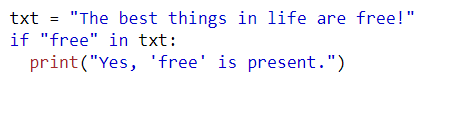 txt = "The best things in life are free!"
if "free" in txt:
  print("Yes, 'free' is present.")